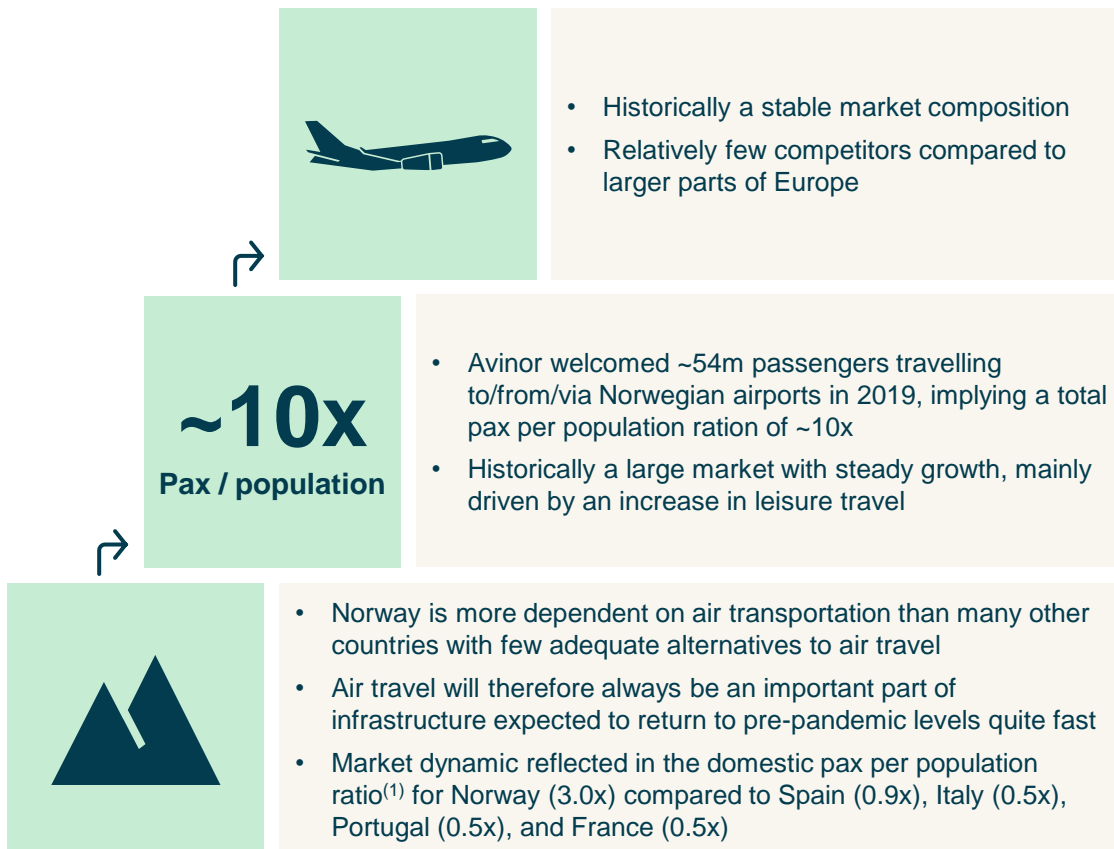 • Historically a stable market composition
• Relatively few competitors compared to
larger parts of Europe
~10x
Pax / population
• Avinor welcomed ~54m passengers travelling
to/from/via Norwegian airports in 2019, implying a total
pax per population ration of ~10x
• Historically a large market with steady growth, mainly
driven by an increase in leisure travel
• Norway is more dependent on air transportation than many other
countries with few adequate alternatives to air travel
• Air travel will therefore always be an important part of
infrastructure expected to return to pre-pandemic levels quite fast
• Market dynamic reflected in the domestic pax per population
ratio(1) for Norway (3.0x) compared to Spain (0.9x), Italy (0.5x),
Portugal (0.5x), and France (0.5x)